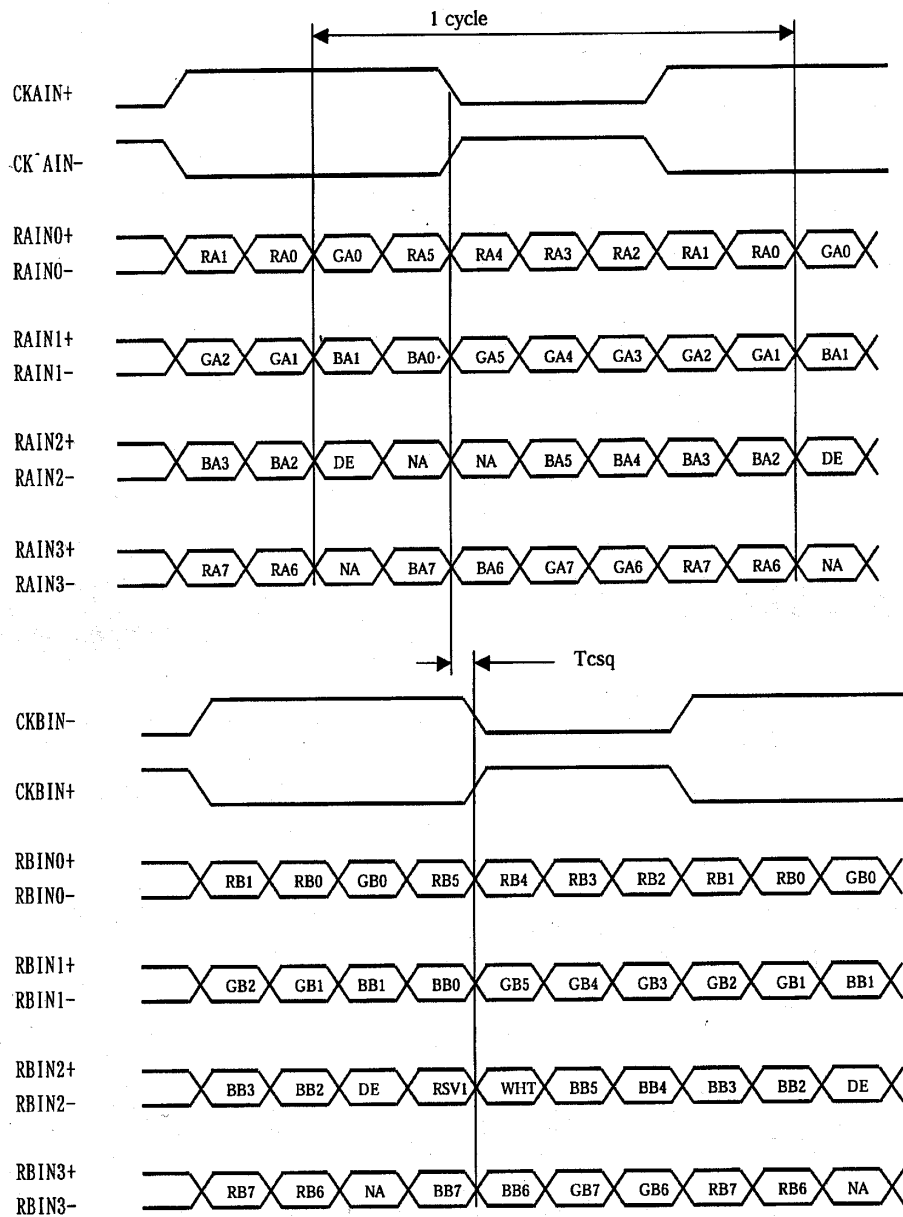 1 cycle
CKAIN+
CK AIN-
RAIN0+
RA1 RA0 GA0 RA5 RA4 RA3 RA2 RA1 RA0 GA0
RAIN0-
RAIN1+
GA2 GA1 BA1 BA0 GA5 GA4 GA3 GA2 GA1 BA1
RAIN1-
RAIN2+
BA3 BA2 DE NA NA BA5 BA4 BA3 BA2 DE
RAIN2-
RAIN3+
RA7 RA6 NA BA7 BA6 GA7 GA6 RA7 RA6 NA
RAIN3-
Tcsq
CKBIN-
CKBIN+
RBIN0+
RB1 RB0 GB0 RB5 RB4 RB3 RB2 RB1 RB0 GB0
RBIN0-
RBIN1+
GB2 GB1 BB1 BB0 GB5 GB4 GB3 GB2 GB1 BB1
RBIN1-
RBIN2+
BB3 BB2 DE RSV1 WHT BB5 BB4 BB3 BB2 DE
RBIN2-
RBIN3+
RB7 RB6 NA BB7 BB6 GB7 GB6 RB7 RB6 NA
RBIN3-